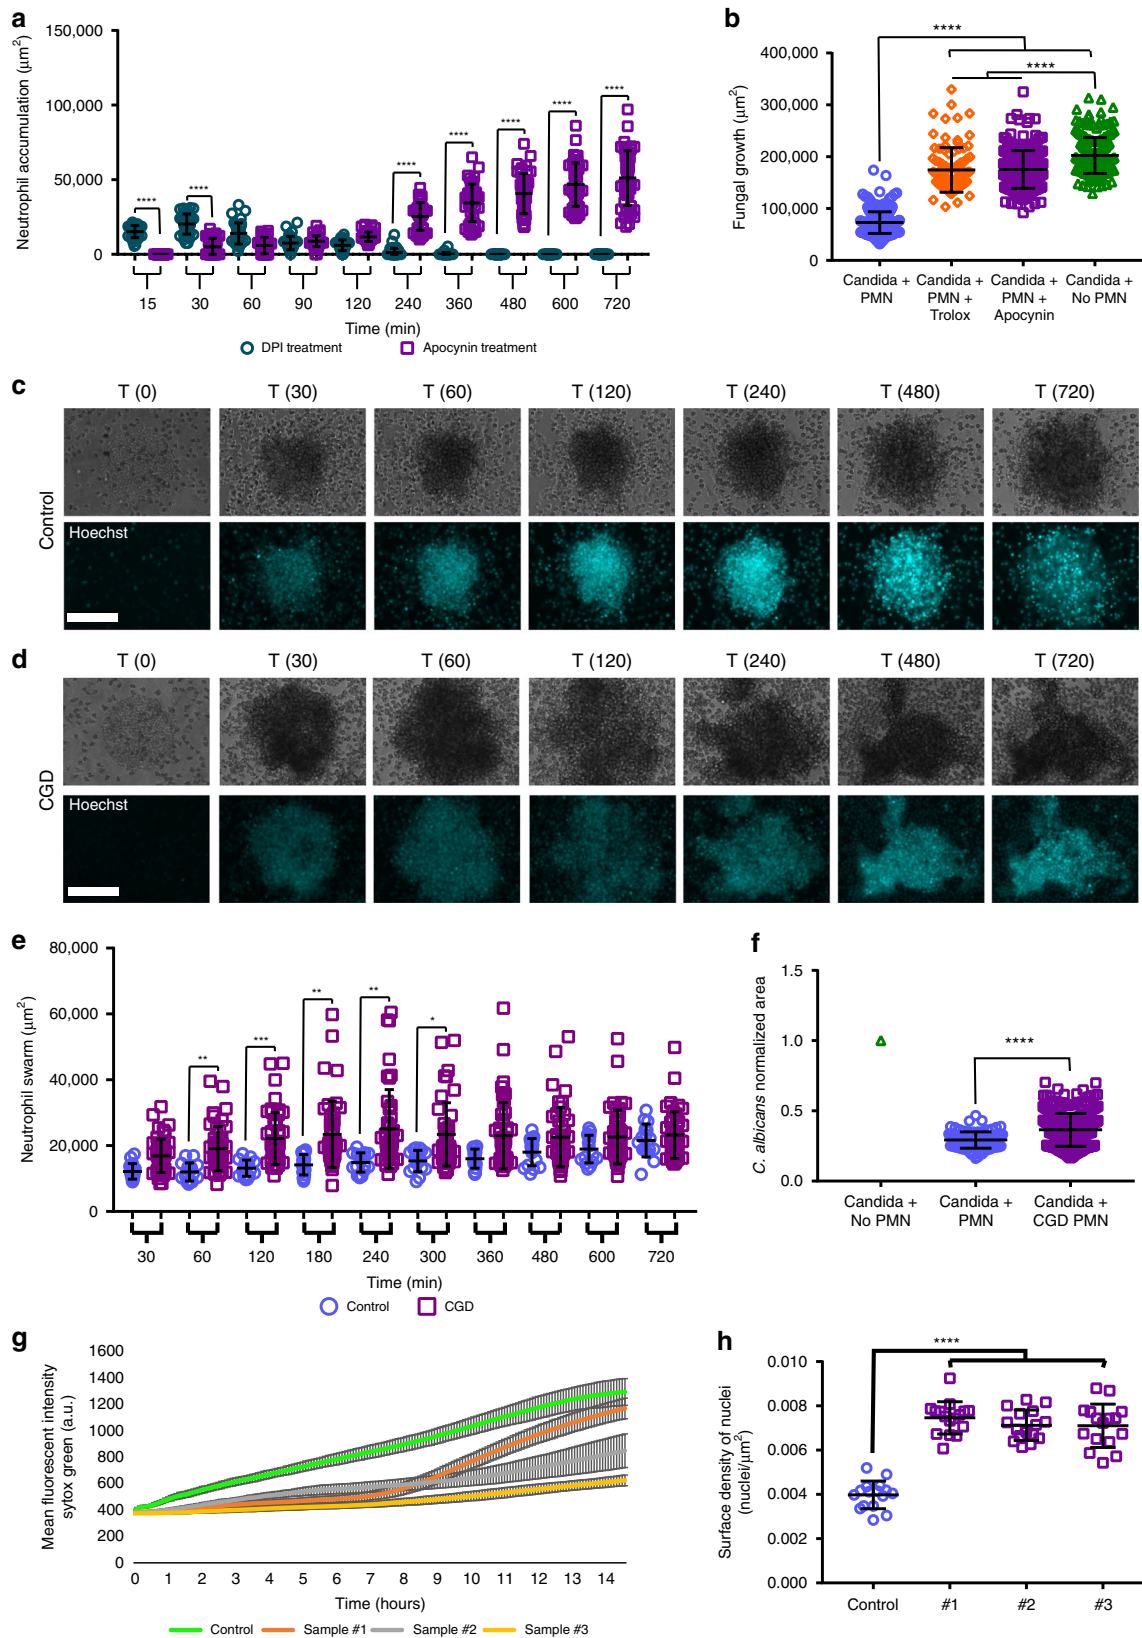 a
Neutrophil accumulation (μm²)
150,000
100,000
50,000
0
**** **** **** **** **** **** ****
15 30 60 90 120 240 360 480 600 720
Time (min)
DPI treatment Apocynin treatment
b
Fungal growth (μm²)
400,000
300,000
200,000
100,000
0
****
****
Candida + PMN
Candida + PMN + Trolox
Candida + PMN + Apocynin
Candida + No PMN
c
T (0) T (30) T (60) T (120) T (240) T (480) T (720)
Control
Hoechst
d
T (0) T (30) T (60) T (120) T (240) T (480) T (720)
CGD
Hoechst
e
Neutrophil swarm (μm²)
80,000
60,000
40,000
20,000
0
** *** ** ** *
30 60 120 180 240 300 360 480 600 720
Time (min)
Control CGD
f
C. albicans normalized area
1.5
1.0
0.5
0.0
****
Candida + No PMN
Candida + PMN
Candida + CGD PMN
g
Mean fluorescent intensity
sytox green (a.u.)
1600
1400
1200
1000
800
600
400
200
0
0 1 2 3 4 5 6 7 8 9 10 11 12 13 14
Time (hours)
Control Sample #1 Sample #2 Sample #3
h
Surface density of nuclei
(nuclei/μm²)
0.010
0.008
0.006
0.004
0.002
0.000
****
Control #1 #2 #3